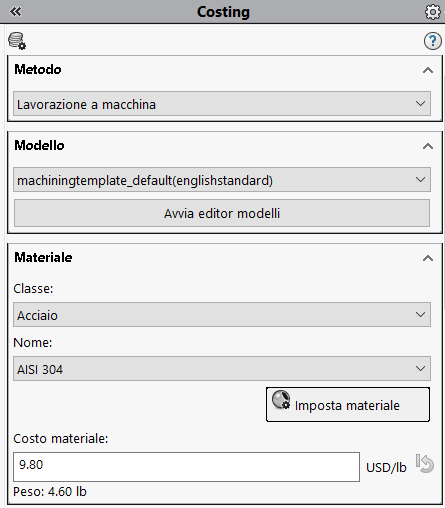 Costing
Metodo
Lavorazione a macchina
Modello
machiningtemplate_default(englishstandard)
Avvia editor modelli
Materiale
Classe:
Acciaio
Nome:
AISI 304
Imposta materiale
Costo materiale:
9.80 USD/lb
Peso: 4.60 lb